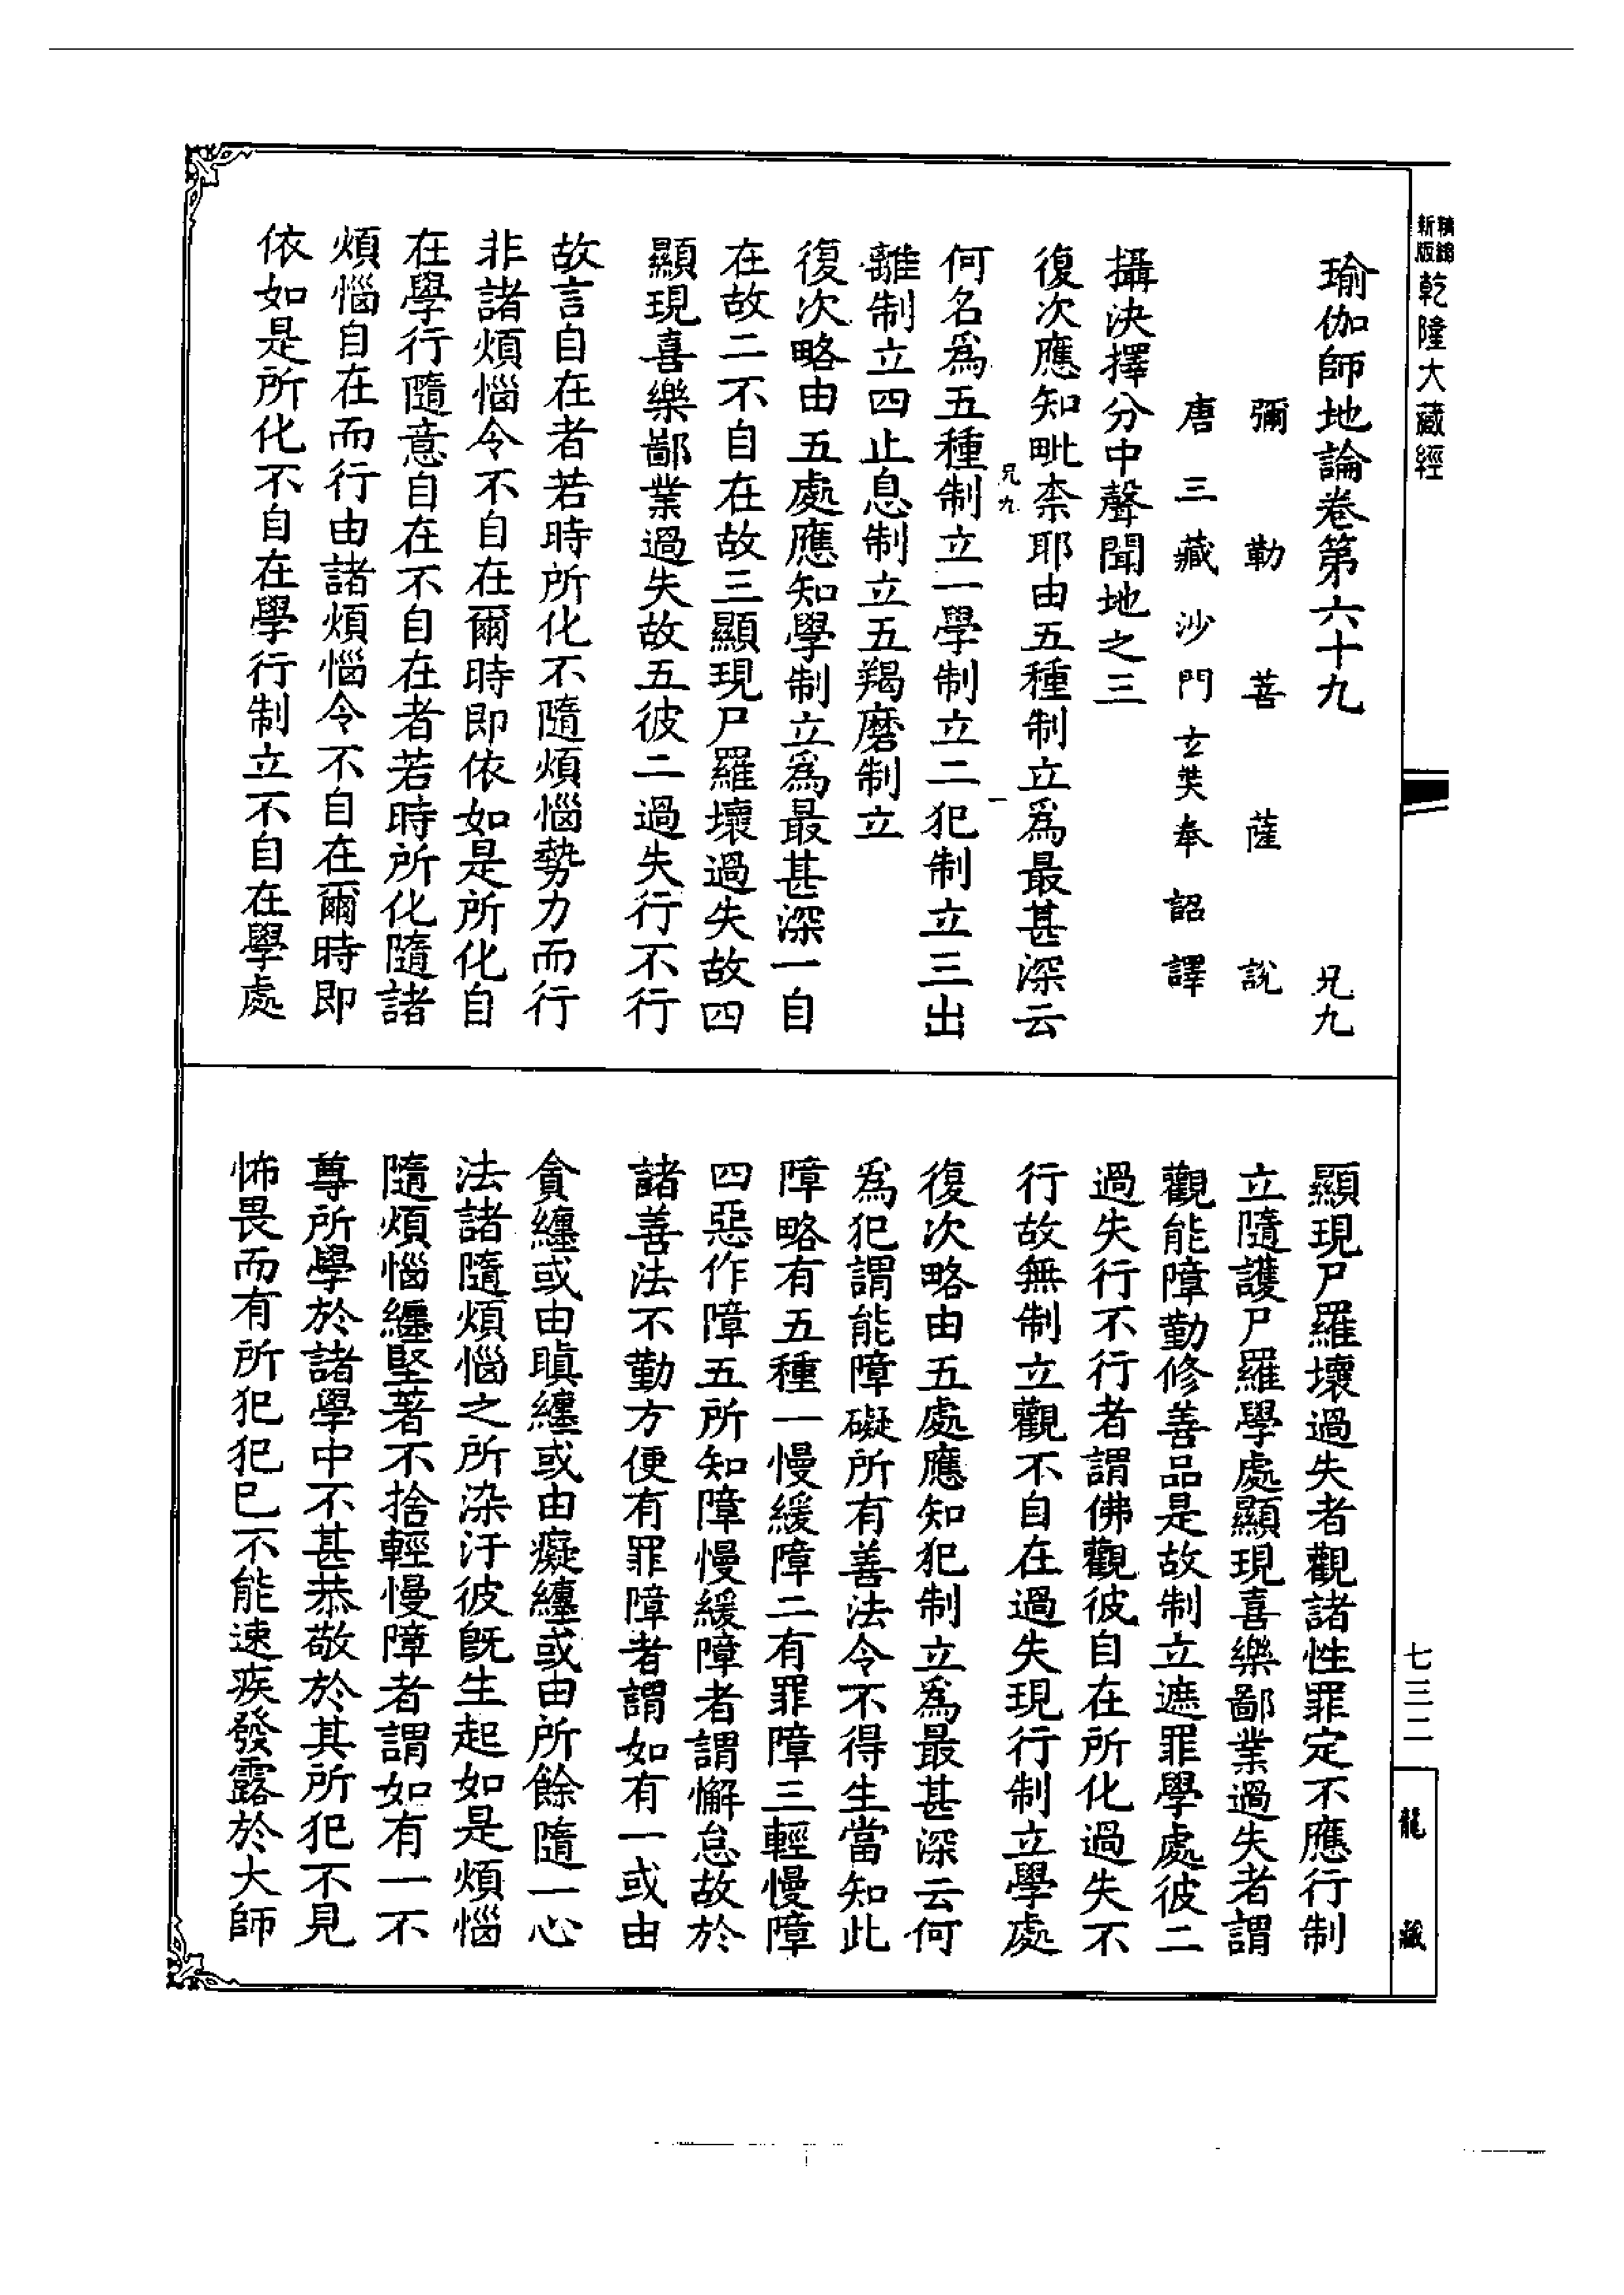 新版
精縮
乾隆大藏經
瑜伽師地論卷第六十九 兄九
彌勒菩薩說
唐三藏沙門玄奘奉詔譯
攝決擇分中聲聞地之三
復次應知毗柰耶由五種制立爲最甚深云
兄九 一
何名爲五種制立一學制立二犯制立三出
離制立四止息制立五羯磨制立
復次略由五處應知學制立爲最甚深一自
在故二不自在故三顯現尸羅壞過失故四
顯現喜樂鄙業過失故五彼二過失行不行
故言自在者若時所化不隨煩惱勢力而行
非諸煩惱令不自在爾時即依如是所化自
在學行隨意自在不自在者若時所化隨諸
煩惱自在而行由諸煩惱令不自在爾時即
依如是所化不自在學行制立不自在學處
顯現尸羅壞過失者觀諸性罪定不應行制
立隨護尸羅學處顯現喜樂鄙業過失者謂
觀能障勤修善品是故制立遮罪學處彼二
過失行不行者謂佛觀彼自在所化過失不
行故無制立觀不自在過失現行制立學處
復次略由五處應知犯制立爲最甚深云何
爲犯謂能障礙所有善法令不得生當知此
障略有五種一慢緩障二有罪障三輕慢障
四惡作障五所知障慢緩障者謂懈怠故於
諸善法不勤方便有罪障者謂如有一或由
貪纏或由瞋纏或由癡纏或由所餘隨一心
法諸隨煩惱之所染汙彼旣生起如是煩惱
隨煩惱纏堅著不捨輕慢障者謂如有一不
尊所學於諸學中不甚恭敬於其所犯不見
怖畏而有所犯犯已不能速疾發露於大師
七三二
龍藏